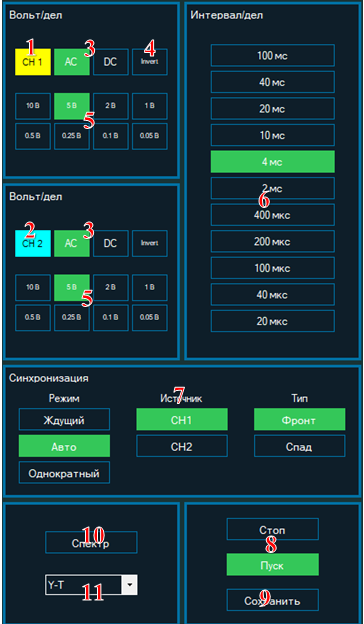 Вольт/дел
1 3 4
CH 1 AC DC Invert
10 В 5 В 2 В 1 В
5
0.5 В 0.25 В 0.1 В 0.05 В
Вольт/дел
2 3
CH 2 AC DC Invert
10 В 5 В 2 В 1 В
5
0.5 В 0.25 В 0.1 В 0.05 В
Интервал/дел
100 мс
40 мс
20 мс
10 мс
4 мс
2 мс
6
400 мкс
200 мкс
100 мкс
40 мкс
20 мкс
Синхронизация
7
Режим Источник Тип
Ждущий CH1 Фронт
Авто CH2 Спад
Однократный
10
Спектр
Y-T
11
Стоп
8
Пуск
9
Сохранить